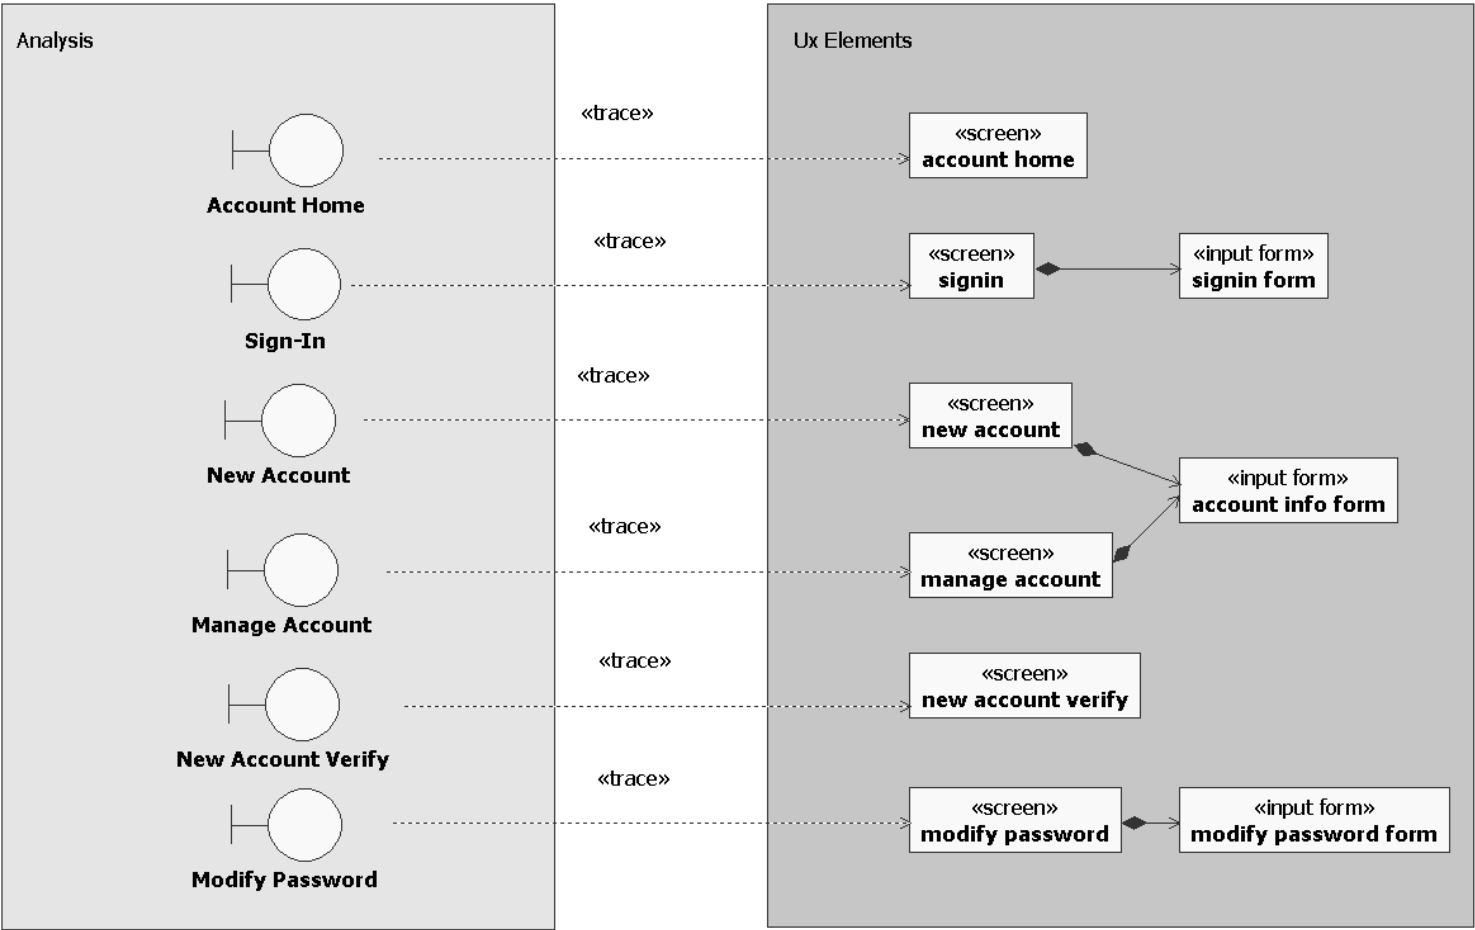 Analysis
Ux Elements
«trace»
«screen»
account home
Account Home
«trace»
«screen»
signin
«input form»
signin form
Sign-In
«trace»
«screen»
new account
New Account
«input form»
account info form
«trace»
«screen»
manage account
Manage Account
«trace»
«screen»
new account verify
New Account Verify
«trace»
«screen»
modify password
«input form»
modify password form
Modify Password